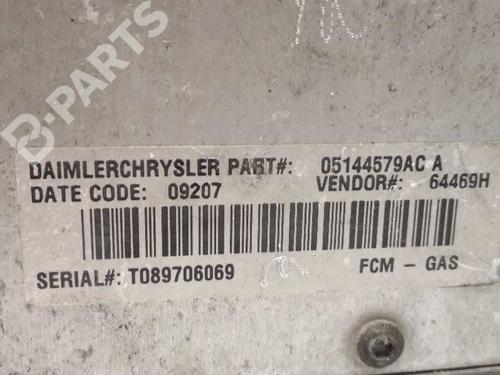 B-PARTS
DAIMLERCHRYSLER PART#: 05144579AC A
DATE CODE: 09207 VENDOR#: 64469H
SERIAL#: T089706069 FCM - GAS